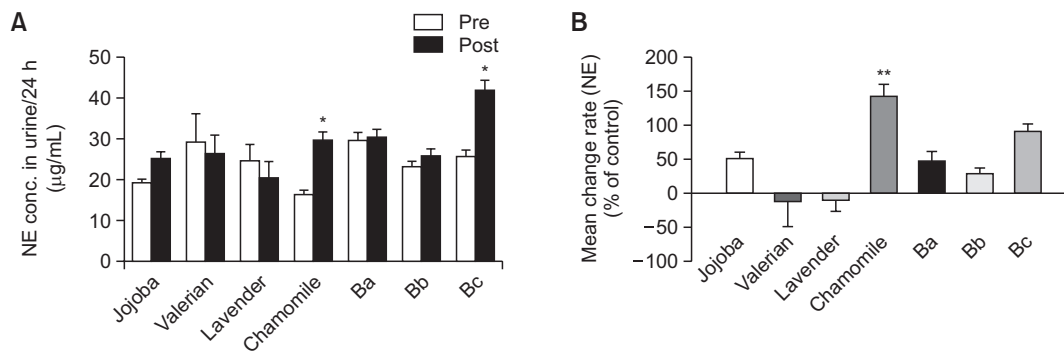 A
Pre
Post
NE conc. in urine/24 h
(μg/mL)
50
40
30
20
10
0
*
*
Jojoba
Valerian
Lavender
Chamomile
Ba
Bb
Bc
B
Mean change rate (NE)
(% of control)
200
150
100
50
0
−50
−100
**
Jojoba
Valerian
Lavender
Chamomile
Ba
Bb
Bc